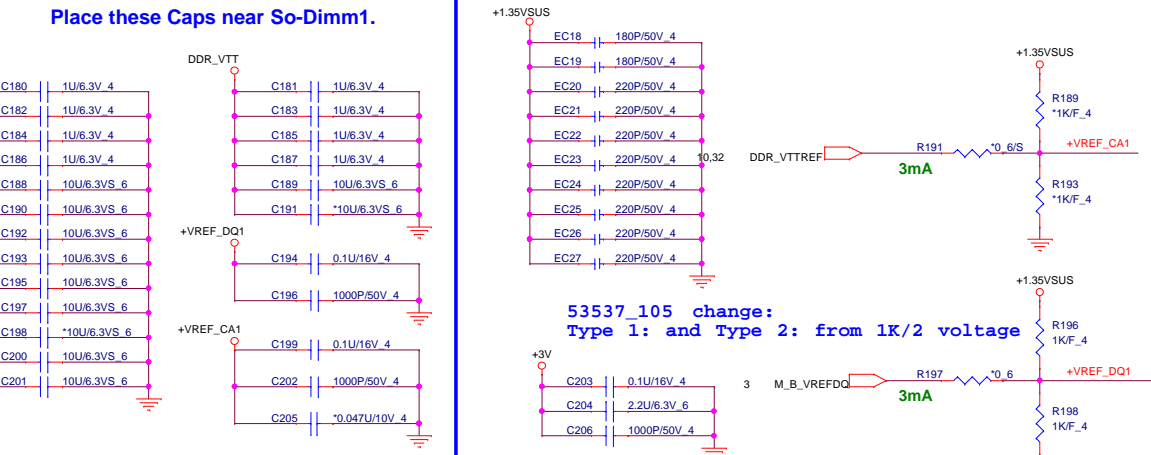 Place these Caps near So-Dimm1.
C180 1U/6.3V_4
C182 1U/6.3V_4
C184 1U/6.3V_4
C186 1U/6.3V_4
C188 10U/6.3VS_6
C190 10U/6.3VS_6
C192 10U/6.3VS_6
C193 10U/6.3VS_6
C195 10U/6.3VS_6
C197 10U/6.3VS_6
C198 *10U/6.3VS_6
C200 10U/6.3VS_6
C201 10U/6.3VS_6
DDR_VTT
C181 1U/6.3V_4
C183 1U/6.3V_4
C185 1U/6.3V_4
C187 1U/6.3V_4
C189 10U/6.3VS_6
C191 *10U/6.3VS_6
+VREF_DQ1
C194 0.1U/16V_4
C196 1000P/50V_4
+VREF_CA1
C199 0.1U/16V_4
C202 1000P/50V_4
C205 *0.047U/10V_4
+1.35VSUS
EC18 180P/50V_4
EC19 180P/50V_4
EC20 220P/50V_4
EC21 220P/50V_4
EC22 220P/50V_4
EC23 220P/50V_4
EC24 220P/50V_4
EC25 220P/50V_4
EC26 220P/50V_4
EC27 220P/50V_4
+1.35VSUS
R189
*1K/F_4
10,32 DDR_VTTREF R191 *0_6/S +VREF_CA1
3mA
R193
*1K/F_4
53537_105 change:
Type 1: and Type 2: from 1K/2 voltage
+3V
C203 0.1U/16V_4
C204 2.2U/6.3V_6
C206 1000P/50V_4
+1.35VSUS
R196
1K/F_4
3 M_B_VREFDQ R197 *0_6 +VREF_DQ1
3mA
R198
1K/F_4